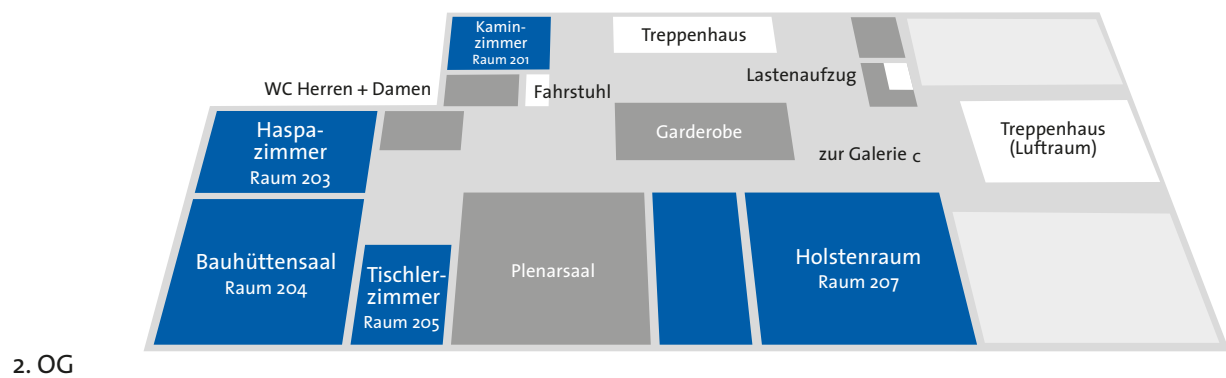 Kamin-
zimmer
Raum 201
Treppenhaus
Lastenaufzug
WC Herren + Damen
Fahrstuhl
Haspa-
zimmer
Raum 203
Garderobe
zur Galerie c
Treppenhaus
(Luftraum)
Bauhüttensaal
Raum 204
Tischler-
zimmer
Raum 205
Plenarsaal
Holstenraum
Raum 207
2. OG